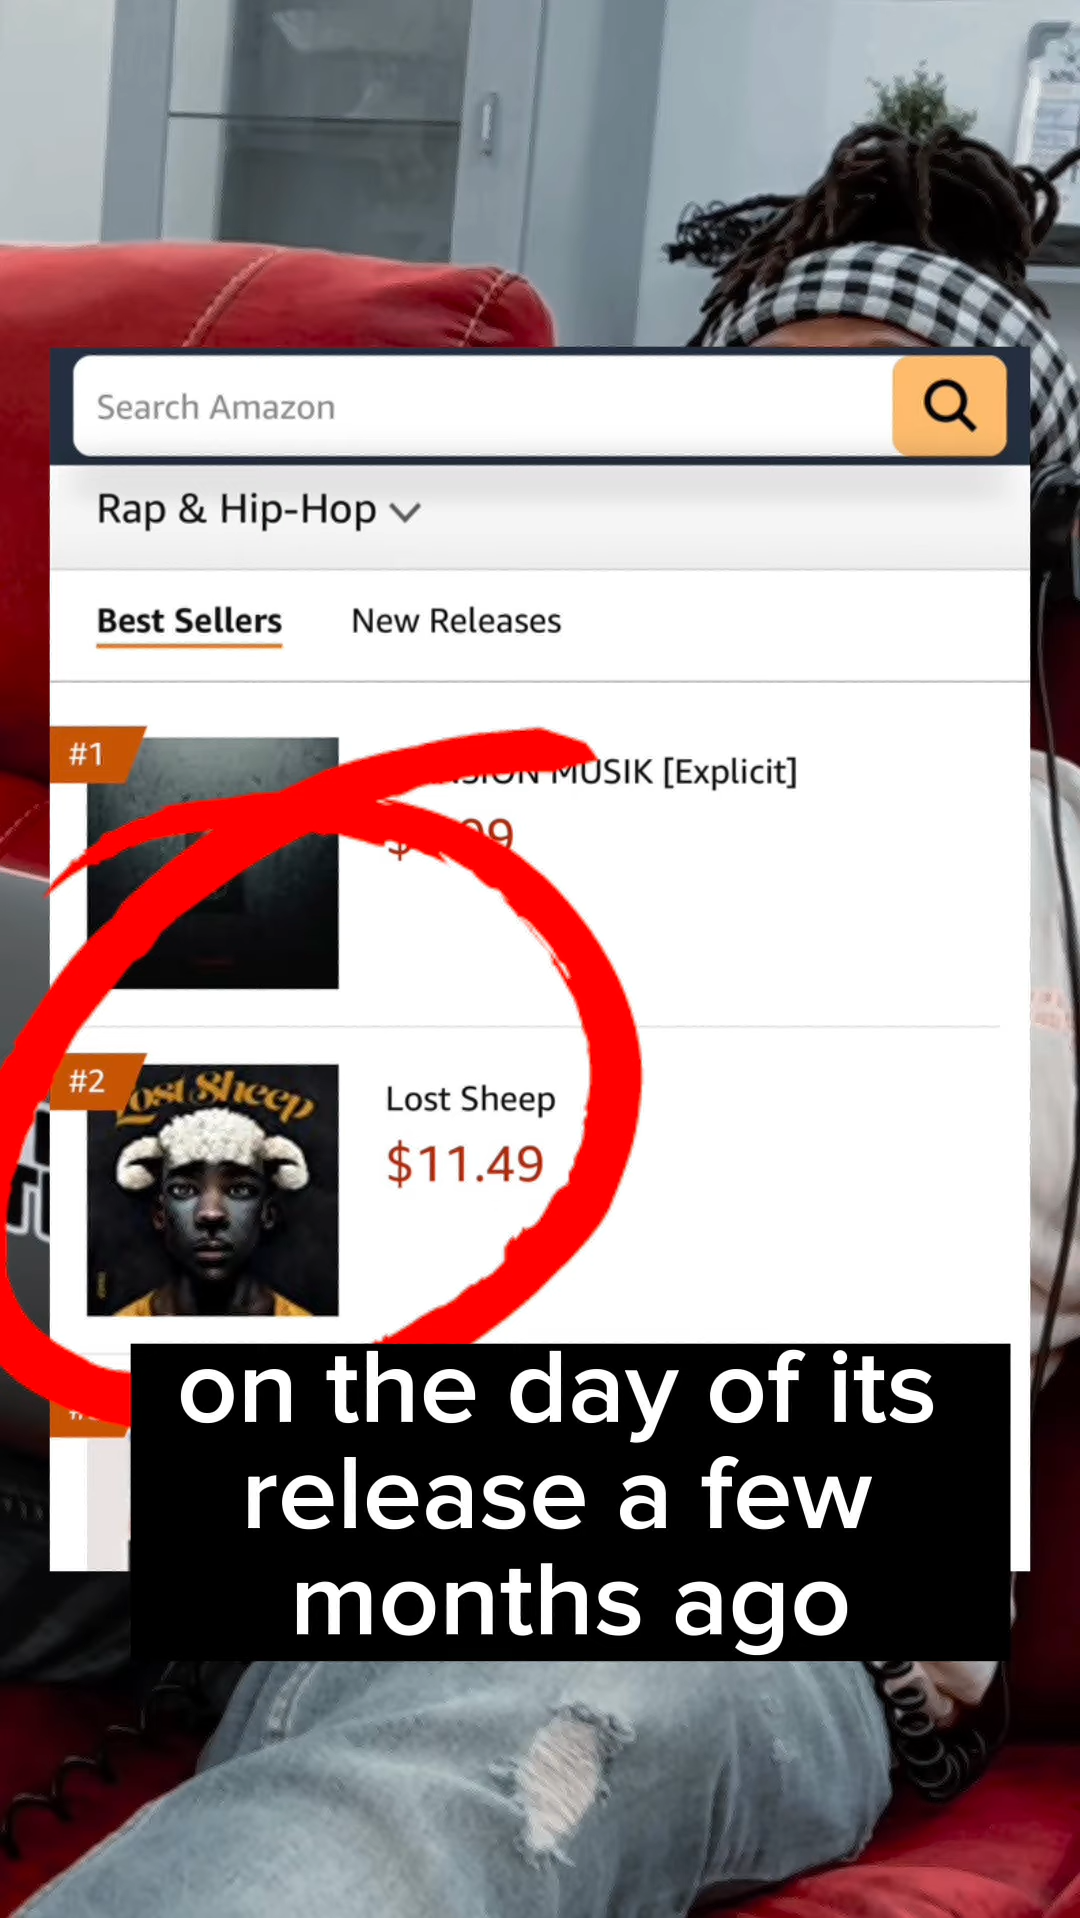 Search Amazon
Rap & Hip-Hop
Best Sellers
New Releases
#1
MUSIK [Explicit]
#2
Lost Sheep
Lost Sheep
$11.49
on the day of its
release a few
months ago